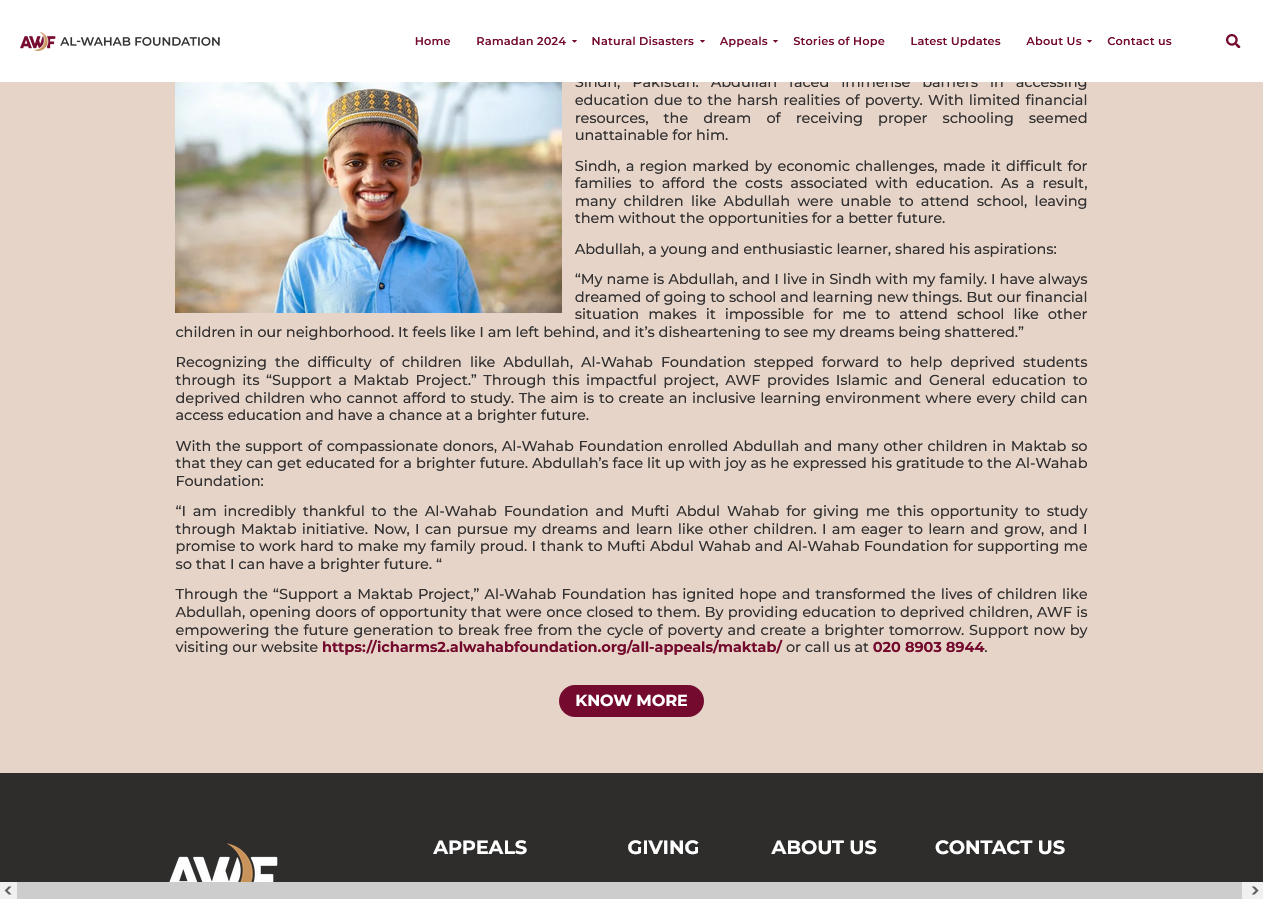 AWF AL-WAHAB FOUNDATION
Home Ramadan 2024 Natural Disasters Appeals Stories of Hope Latest Updates About Us Contact us
Sindh, Pakistan. Abdullah faced immense barriers in accessing
education due to the harsh realities of poverty. With limited financial
resources, the dream of receiving proper schooling seemed
unattainable for him.
Sindh, a region marked by economic challenges, made it difficult for
families to afford the costs associated with education. As a result,
many children like Abdullah were unable to attend school, leaving
them without the opportunities for a better future.
Abdullah, a young and enthusiastic learner, shared his aspirations:
“My name is Abdullah, and I live in Sindh with my family. I have always
dreamed of going to school and learning new things. But our financial
situation makes it impossible for me to attend school like other
children in our neighborhood. It feels like I am left behind, and it’s disheartening to see my dreams being shattered.”
Recognizing the difficulty of children like Abdullah, Al-Wahab Foundation stepped forward to help deprived students
through its “Support a Maktab Project.” Through this impactful project, AWF provides Islamic and General education to
deprived children who cannot afford to study. The aim is to create an inclusive learning environment where every child can
access education and have a chance at a brighter future.
With the support of compassionate donors, Al-Wahab Foundation enrolled Abdullah and many other children in Maktab so
that they can get educated for a brighter future. Abdullah’s face lit up with joy as he expressed his gratitude to the Al-Wahab
Foundation:
“I am incredibly thankful to the Al-Wahab Foundation and Mufti Abdul Wahab for giving me this opportunity to study
through Maktab initiative. Now, I can pursue my dreams and learn like other children. I am eager to learn and grow, and I
promise to work hard to make my family proud. I thank to Mufti Abdul Wahab and Al-Wahab Foundation for supporting me
so that I can have a brighter future. “
Through the “Support a Maktab Project,” Al-Wahab Foundation has ignited hope and transformed the lives of children like
Abdullah, opening doors of opportunity that were once closed to them. By providing education to deprived children, AWF is
empowering the future generation to break free from the cycle of poverty and create a brighter tomorrow. Support now by
visiting our website https://icharms2.alwahabfoundation.org/all-appeals/maktab/ or call us at 020 8903 8944.
KNOW MORE
AWF
APPEALS GIVING ABOUT US CONTACT US